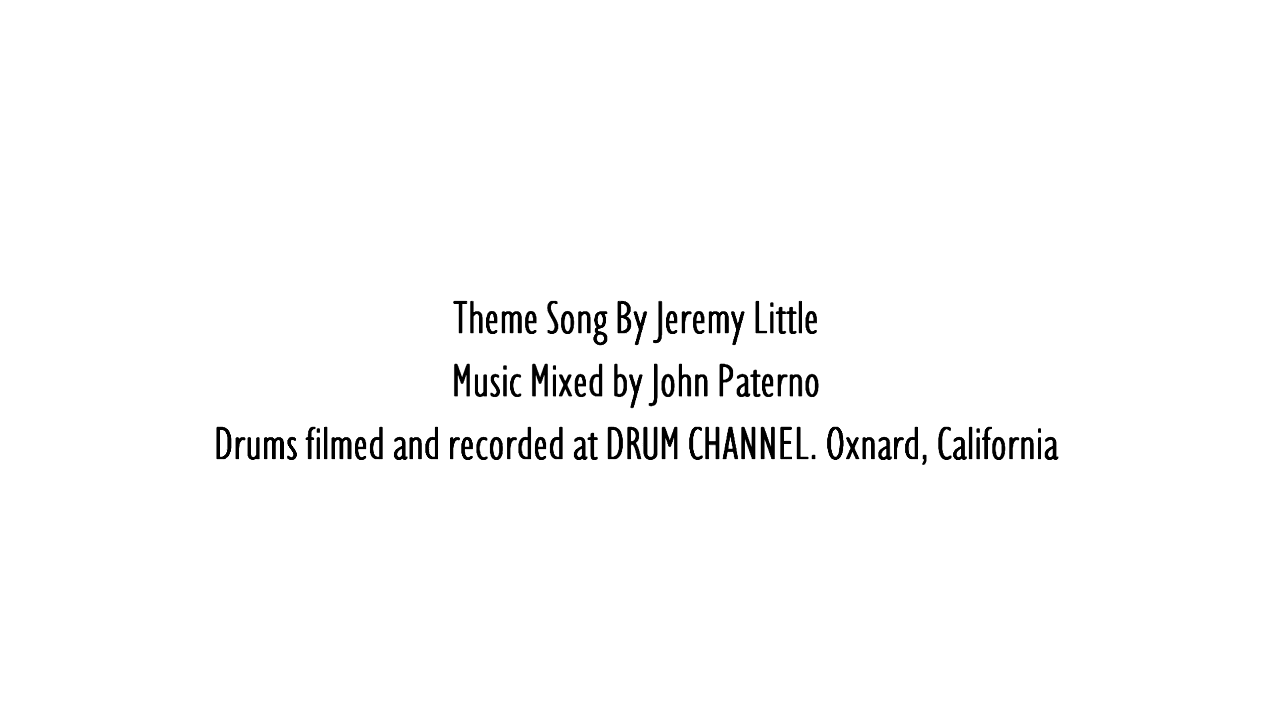 Theme Song By Jeremy Little
Music Mixed by John Paterno
Drums filmed and recorded at DRUM CHANNEL. Oxnard, California